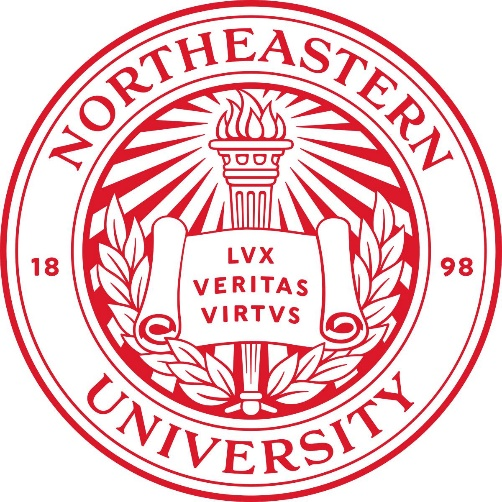 NORTHEASTERN
18 98
LVX
VERITAS
VIRTVS
UNIVERSITY